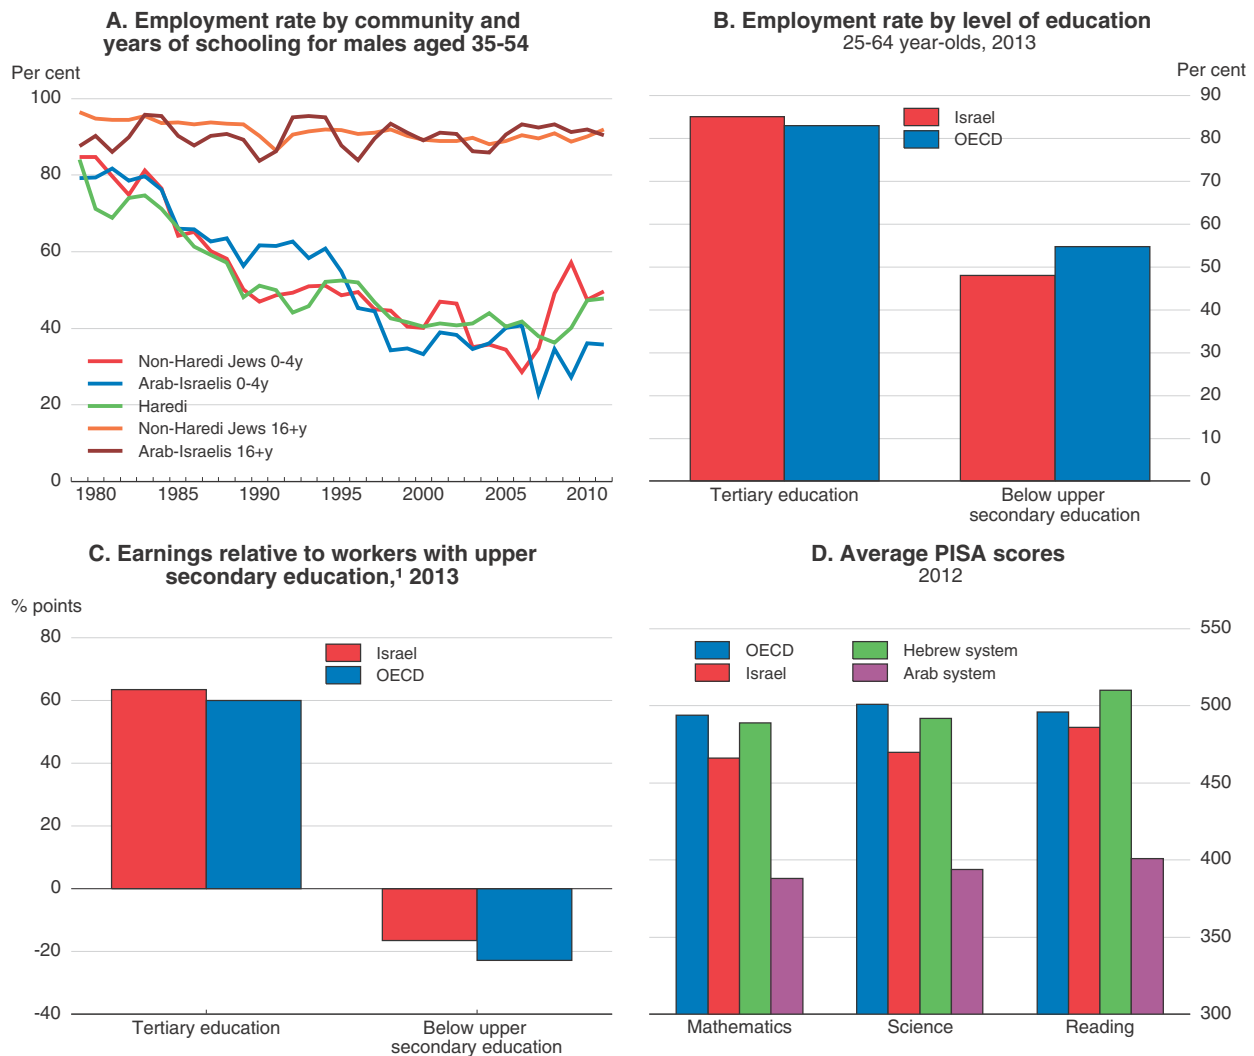 A. Employment rate by community and
years of schooling for males aged 35-54
Per cent
100
80
60
40
20
0
Non-Haredi Jews 0-4y
Arab-Israelis 0-4y
Haredi
Non-Haredi Jews 16+y
Arab-Israelis 16+y
1980 1985 1990 1995 2000 2005 2010
B. Employment rate by level of education
25-64 year-olds, 2013
Per cent
90
80
70
60
50
40
30
20
10
0
Israel
OECD
Tertiary education
Below upper
secondary education
C. Earnings relative to workers with upper
secondary education,¹ 2013
% points
80
60
40
20
0
-20
-40
Israel
OECD
Tertiary education
Below upper
secondary education
D. Average PISA scores
2012
550
500
450
400
350
300
OECD
Israel
Hebrew system
Arab system
Mathematics
Science
Reading